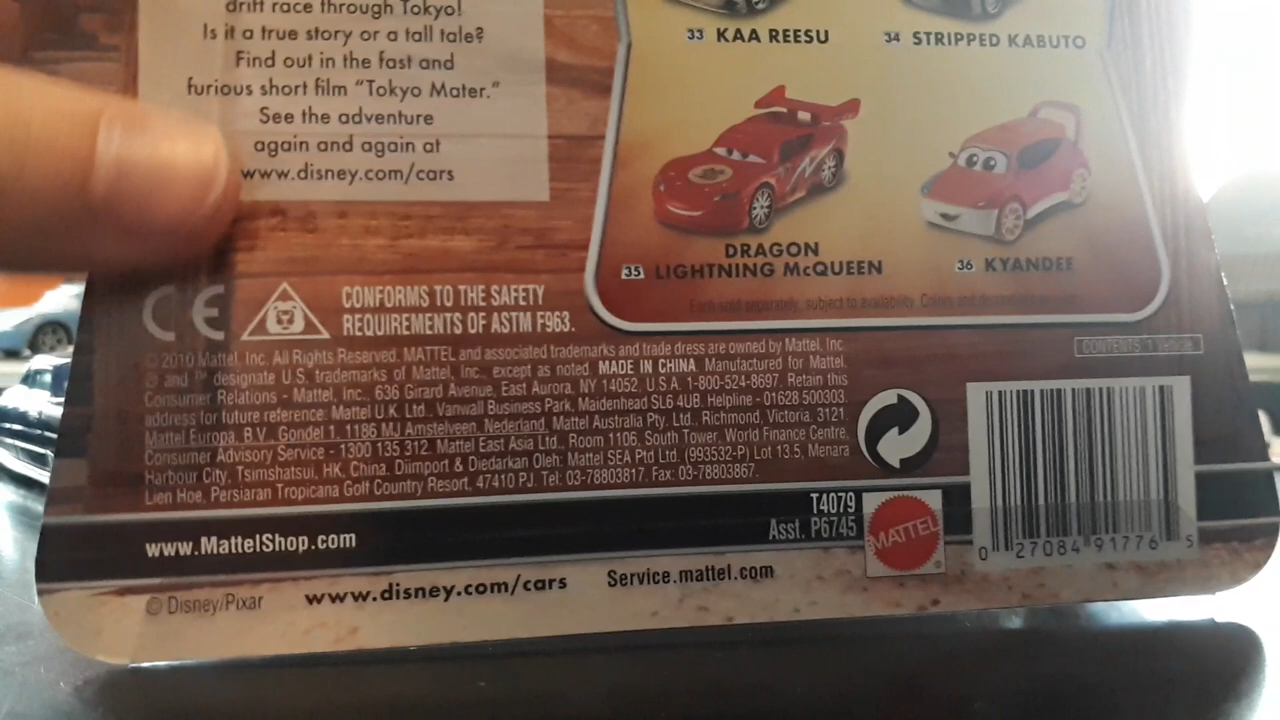 drift race through Tokyo!
Is it a true story or a tall tale?
Find out in the fast and
furious short film "Tokyo Mater."
See the adventure
again and again at
www.disney.com/cars
33 KAA REESU
34 STRIPPED KABUTO
DRAGON
35 LIGHTNING McQUEEN
36 KYANDEE
Each sold separately, subject to availability. Colors and
CE
CONFORMS TO THE SAFETY
REQUIREMENTS OF ASTM F963.
© 2010 Mattel, Inc. All Rights Reserved. MATTEL and associated trademarks and trade dress are owned by Mattel, Inc.
® and ™ designate U.S. trademarks of Mattel, Inc., except as noted. MADE IN CHINA. Manufactured for Mattel.
Consumer Relations - Mattel, Inc., 636 Girard Avenue, East Aurora, NY 14052, U.S.A. 1-800-524-8697. Retain this
address for future reference: Mattel U.K. Ltd., Vanwall Business Park, Maidenhead SL6 4UB. Helpline - 01628 500303.
Mattel Europa, B.V., Gondel 1, 1186 MJ Amstelveen, Nederland. Mattel Australia Pty. Ltd., Richmond, Victoria. 3121.
Consumer Advisory Service - 1300 135 312. Mattel East Asia Ltd., Room 1106, South Tower, World Finance Centre,
Harbour City, Tsimshatsui, HK, China. Diimport & Diedarkan Oleh: Mattel SEA Ptd Ltd. (993532-P) Lot 13.5, Menara
Lien Hoe, Persiaran Tropicana Golf Country Resort, 47410 PJ. Tel: 03-78803817, Fax: 03-78803867.
CONTENTS: 1
T4079
Asst. P6745
MATTEL®
0 27084 91776 5
www.MattelShop.com
© Disney/Pixar
www.disney.com/cars
Service.mattel.com